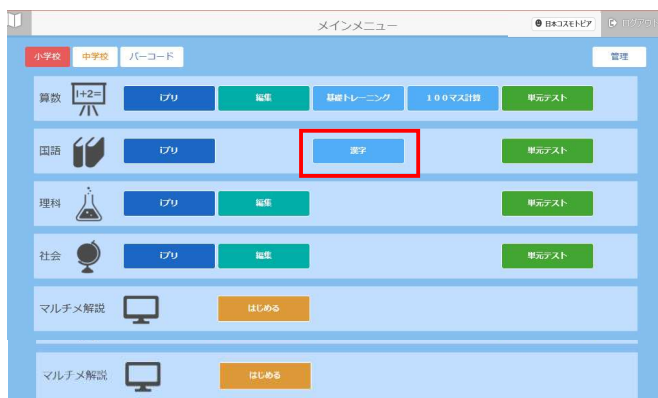 メインメニュー
日本コスモトピア
ログアウト
小学校 中学校 バーコード 管理
算数 1+2= iプリ 編集 基礎トレーニング 100マス計算 単元テスト
国語 iプリ 漢字 単元テスト
理科 iプリ 編集 単元テスト
社会 iプリ 編集 単元テスト
マルチメ解説 はじめる
マルチメ解説 はじめる